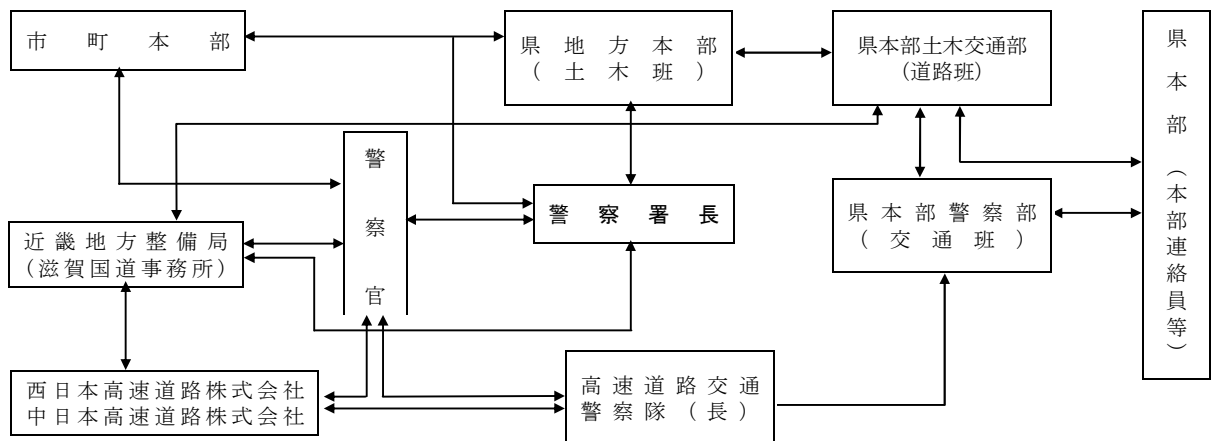 市町本部
県地方本部
(土木班)
県本部土木交通部
(道路班)
県本部(本部連絡員等)
警察官
警察署長
県本部警察部
(交通班)
近畿地方整備局
(滋賀国道事務所)
西日本高速道路株式会社
中日本高速道路株式会社
高速道路交通
警察隊(長)